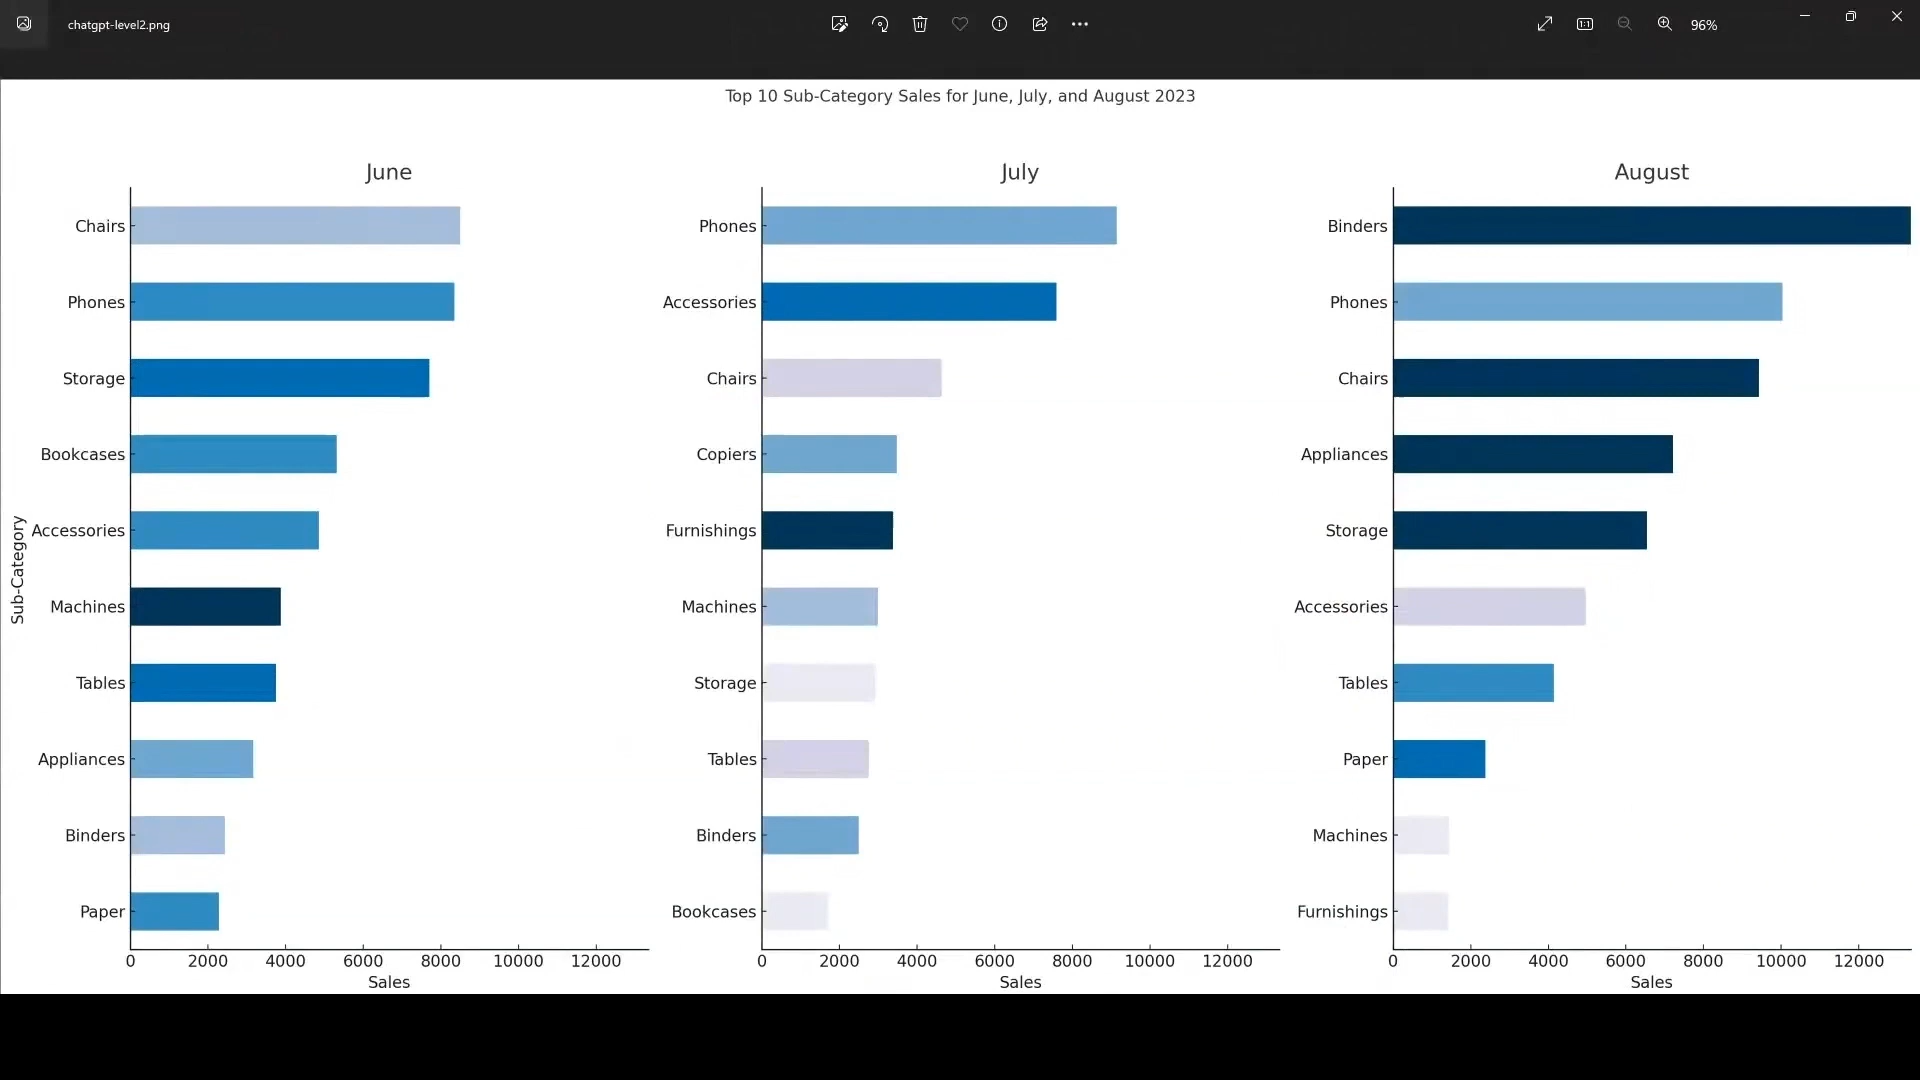 chatgpt-level2.png
96%
Top 10 Sub-Category Sales for June, July, and August 2023
June
Sub-Category
Chairs
Phones
Storage
Bookcases
Accessories
Machines
Tables
Appliances
Binders
Paper
0 2000 4000 6000 8000 10000 12000
Sales
July
Phones
Accessories
Chairs
Copiers
Furnishings
Machines
Storage
Tables
Binders
Bookcases
0 2000 4000 6000 8000 10000 12000
Sales
August
Binders
Phones
Chairs
Appliances
Storage
Accessories
Tables
Paper
Machines
Furnishings
0 2000 4000 6000 8000 10000 12000
Sales